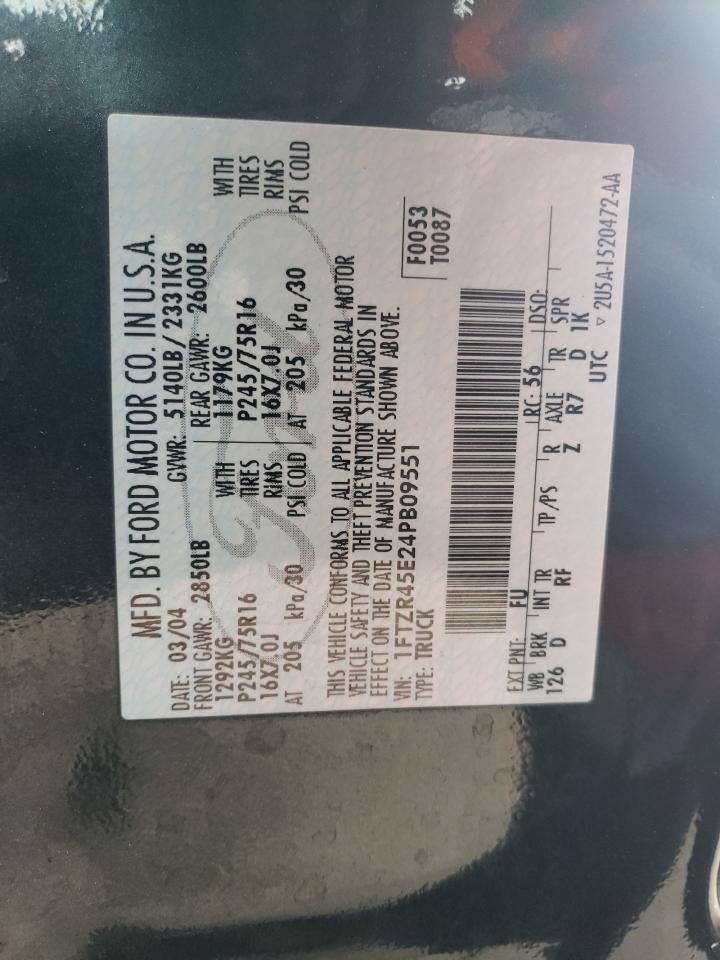 MFD. BY FORD MOTOR CO. IN U.S.A.
DATE: 03/04 GVWR: 5140LB / 2331KG
FRONT GAWR: 2850LB REAR GAWR: 2600LB
1292KG WITH 1179KG WITH
P245/75R16 TIRES P245/75R16 TIRES
16X7.0J RIMS 16X7.0J RIMS
AT 205 kPa/30 PSI COLD AT 205 kPa/30 PSI COLD
THIS VEHICLE CONFORMS TO ALL APPLICABLE FEDERAL MOTOR
VEHICLE SAFETY AND THEFT PREVENTION STANDARDS IN
EFFECT ON THE DATE OF MANUFACTURE SHOWN ABOVE.
VIN: 1FTZR45E24PB09551
TYPE: TRUCK
F0053
T0087
EXT PNT: FU RC: 56 DSO:
WB BRK INT TR TP/PS R AXLE TR SPR
126 D RF Z R7 D 1K
UTC ▽ 2U5A-1520472-AA
Ford